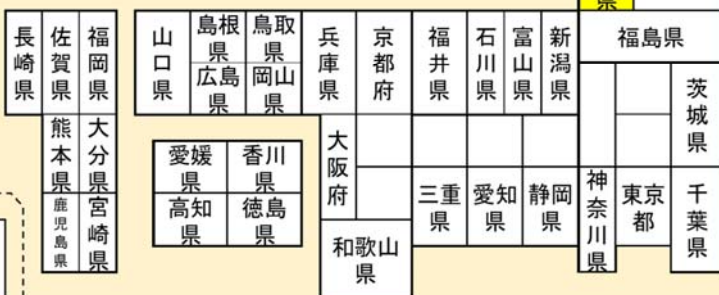 県
長崎県
佐賀県
福岡県
山口県
島根県
鳥取県
兵庫県
京都府
福井県
石川県
富山県
新潟県
福島県
広島県
岡山県
茨城県
熊本県
大分県
大阪府
愛媛県
香川県
三重県
愛知県
静岡県
神奈川県
東京都
千葉県
鹿児島県
宮崎県
高知県
徳島県
和歌山県